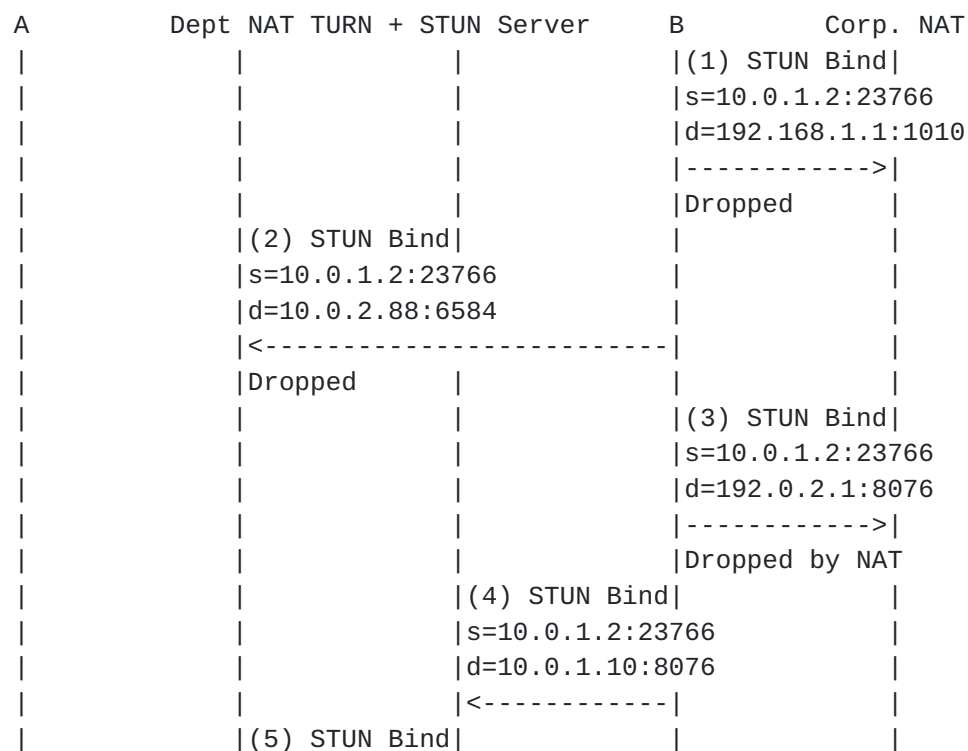 A         Dept NAT TURN + STUN Server     B         Corp. NAT
|             |             |             |(1) STUN Bind|
|             |             |             |s=10.0.1.2:23766
|             |             |             |d=192.168.1.1:1010
|             |             |             |------------>|
|             |             |             |Dropped      |
|             |(2) STUN Bind|             |             |
|             |s=10.0.1.2:23766           |             |
|             |d=10.0.2.88:6584           |             |
|             |<--------------------------|             |
|             |Dropped      |             |             |
|             |             |             |(3) STUN Bind|
|             |             |             |s=10.0.1.2:23766
|             |             |             |d=192.0.2.1:8076
|             |             |             |------------>|
|             |             |             |Dropped by NAT
|             |             |(4) STUN Bind|             |
|             |             |s=10.0.1.2:23766           |
|             |             |d=10.0.1.10:8076           |
|             |             |<------------|             |
|             |(5) STUN Bind|             |             |